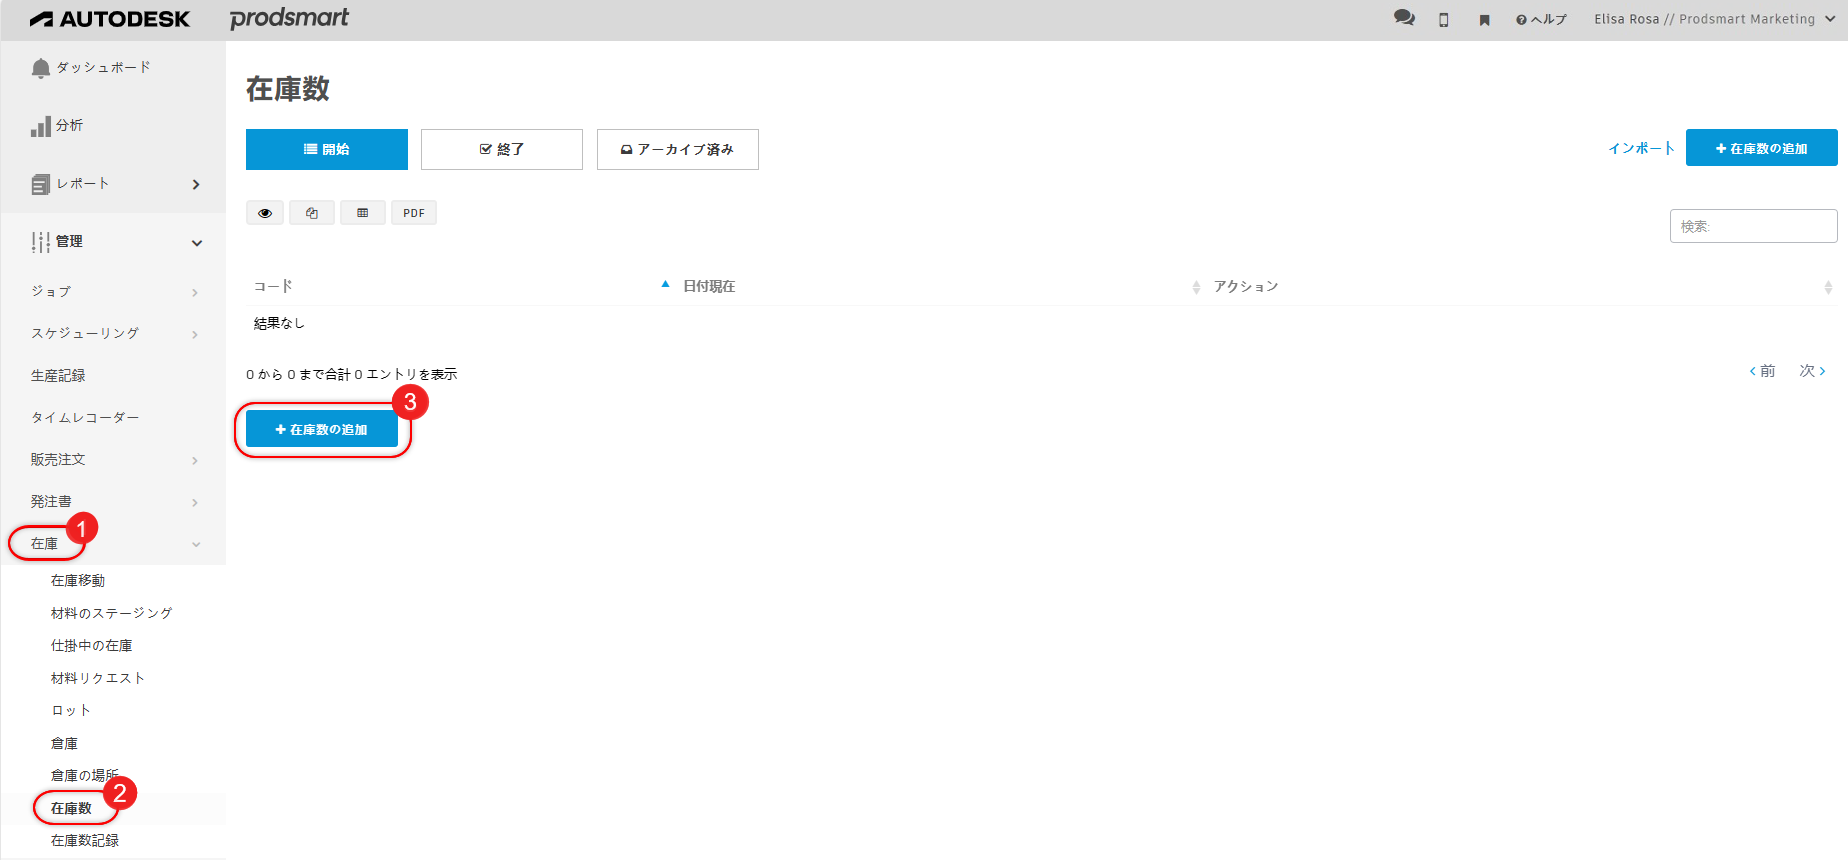 AUTODESK prodsmart
ヘルプ Elisa Rosa // Prodsmart Marketing
ダッシュボード
分析
レポート
管理
ジョブ
スケジューリング
生産記録
タイムレコーダー
販売注文
発注書
1
在庫
在庫移動
材料のステージング
仕掛中の在庫
材料リクエスト
ロット
倉庫
倉庫の場所
2
在庫数
在庫数記録
在庫数
開始 終了 アーカイブ済み
インポート + 在庫数の追加
PDF
検索:
コード 日付現在 アクション
結果なし
0 から 0 まで合計 0 エントリを表示
前 次
3
+ 在庫数の追加